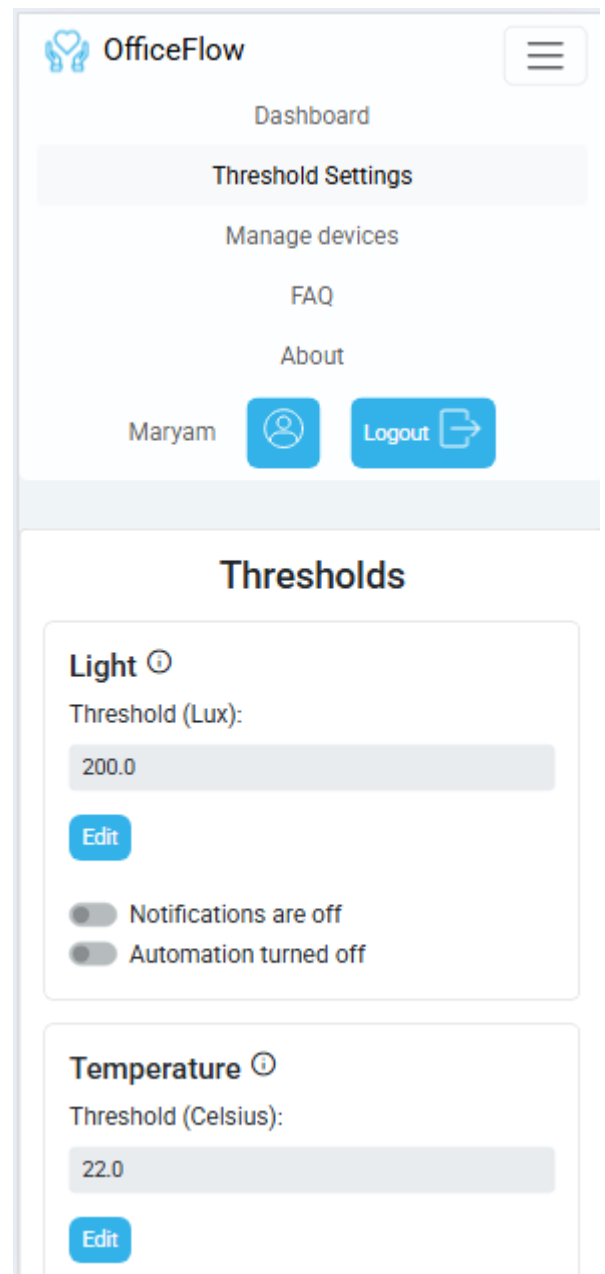 OfficeFlow
Dashboard
Threshold Settings
Manage devices
FAQ
About
Maryam Logout
Thresholds
Light
Threshold (Lux):
200.0
Edit
Notifications are off
Automation turned off
Temperature
Threshold (Celsius):
22.0
Edit